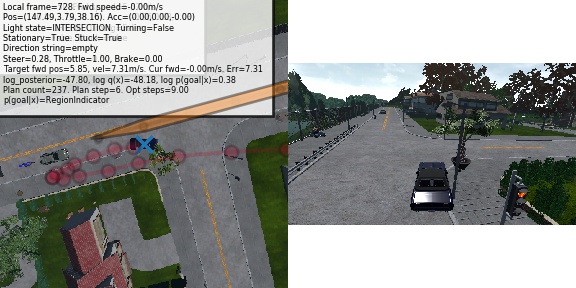 Local frame=728. Fwd speed=-0.00m/s
Pos=(147.49,3.79,38.16). Acc=(0.00,0.00,-0.00)
Light state=INTERSECTION. Turning=False
Stationary=True. Stuck=True
Direction string=empty
Steer=0.28, Throttle=1.00, Brake=0.00
Target fwd pos=5.85, vel=7.31m/s. Cur fwd=-0.00m/s, Err=7.31
log_posterior=-47.80, log q(x)=-48.18, log p(goal|x)=0.38
Plan count=237. Plan step=6. Opt steps=9.00
p(goal|x)=RegionIndicator